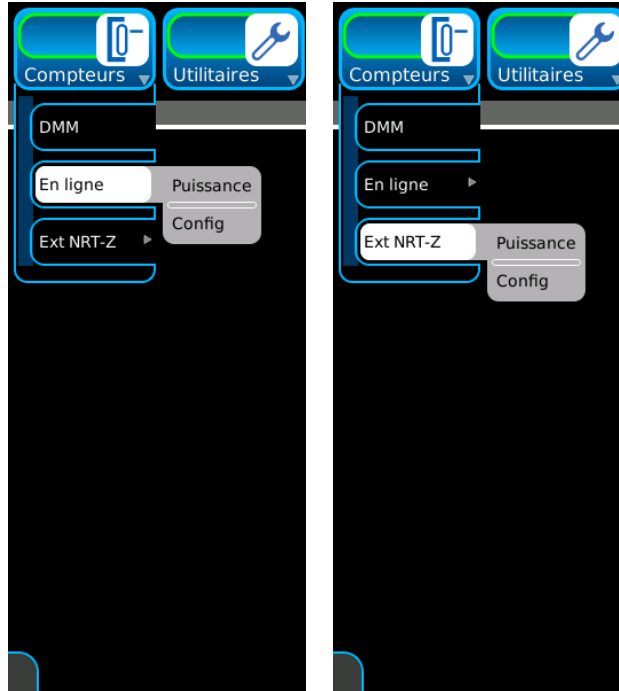 Compteurs
Utilitaires
DMM
En ligne
Puissance
Config
Ext NRT-Z
Compteurs
Utilitaires
DMM
En ligne
Ext NRT-Z
Puissance
Config